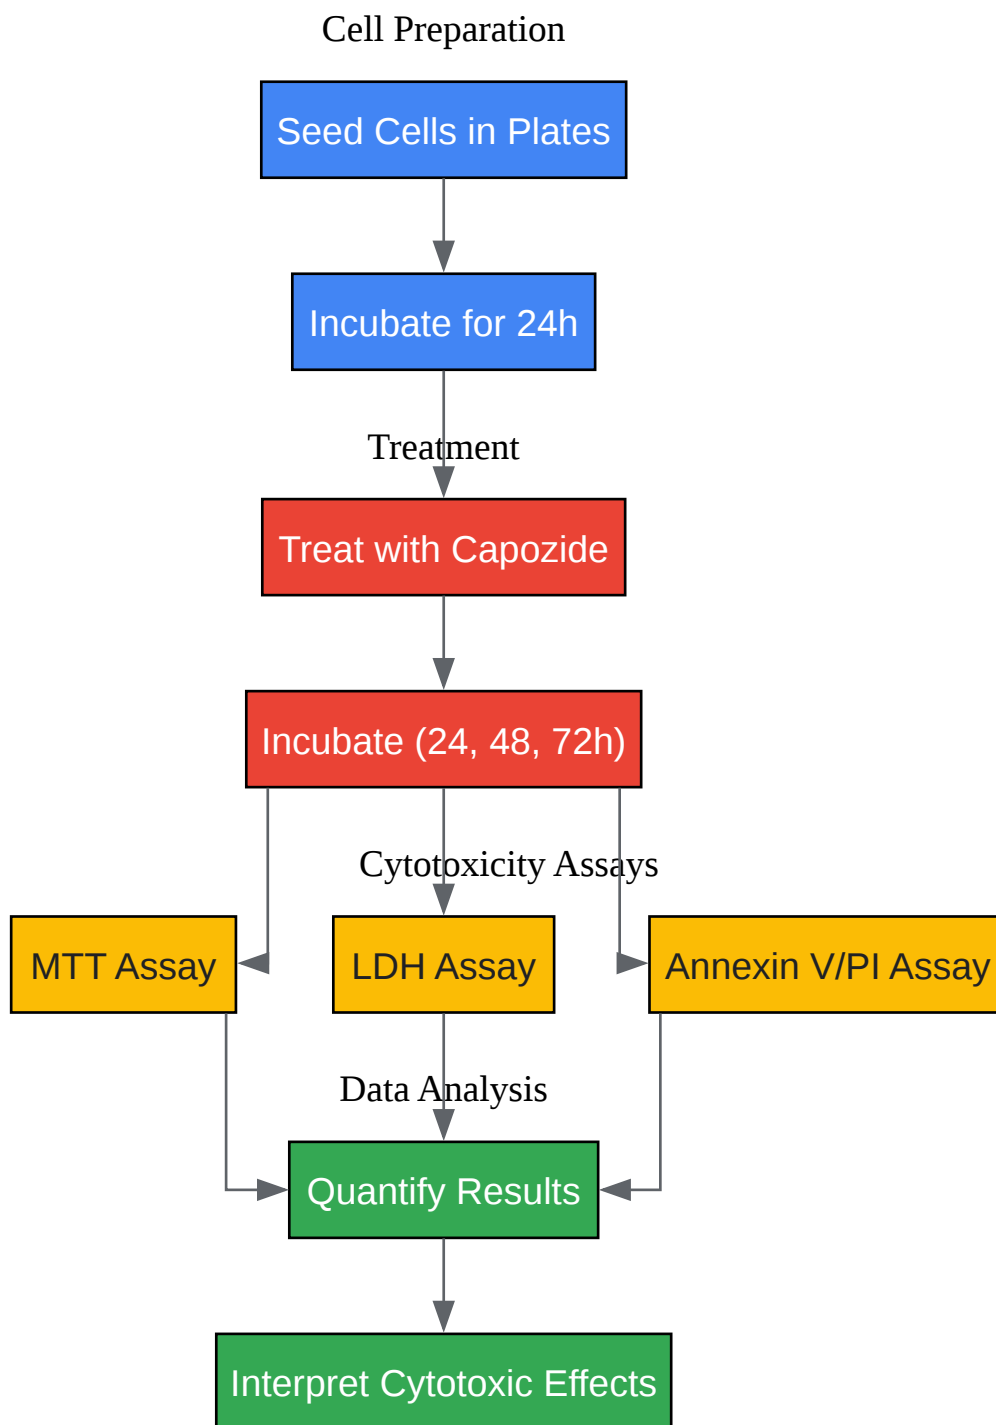 Cell Preparation
Seed Cells in Plates
Incubate for 24h
Treatment
Treat with Capozide
Incubate (24, 48, 72h)
Cytotoxicity Assays
MTT Assay
LDH Assay
Annexin V/PI Assay
Data Analysis
Quantify Results
Interpret Cytotoxic Effects